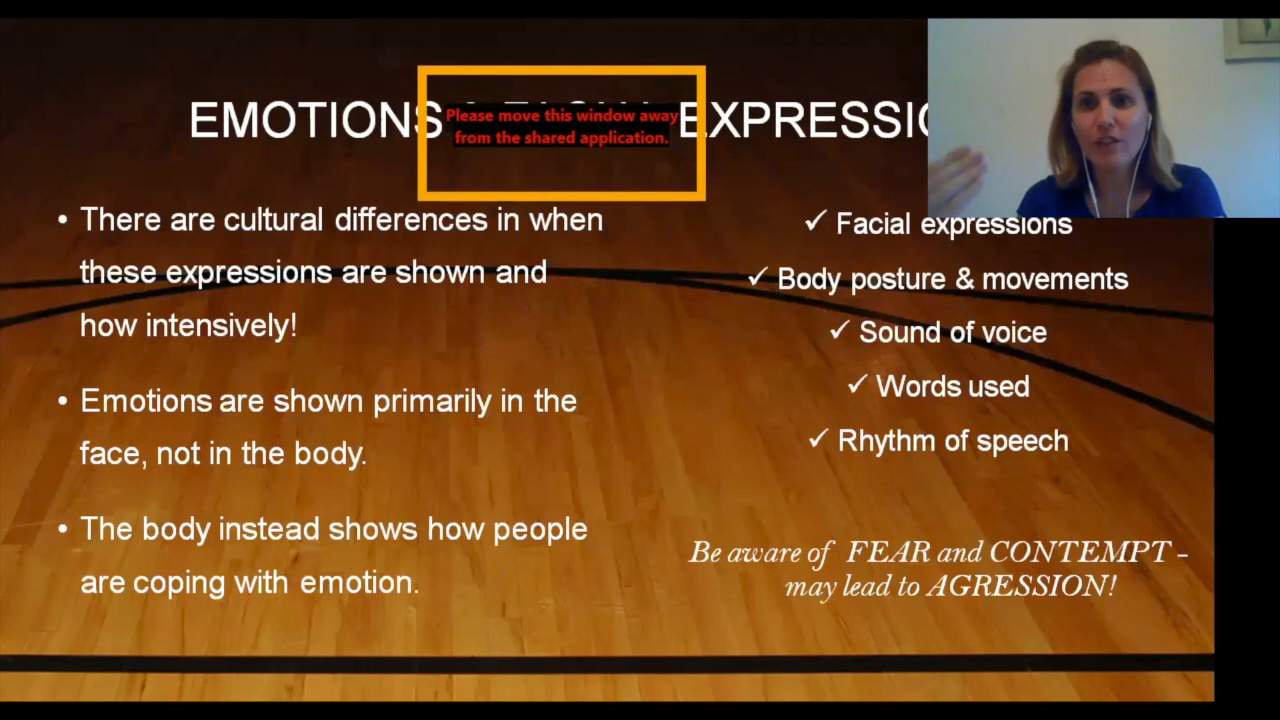 EMOTIONS EXPRESSIO
Please move this window away
from the shared application.
• There are cultural differences in when
these expressions are shown and
how intensively!
• Emotions are shown primarily in the
face, not in the body.
• The body instead shows how people
are coping with emotion.
✓ Facial expressions
✓ Body posture & movements
✓ Sound of voice
✓ Words used
✓ Rhythm of speech
Be aware of FEAR and CONTEMPT -
may lead to AGRESSION!